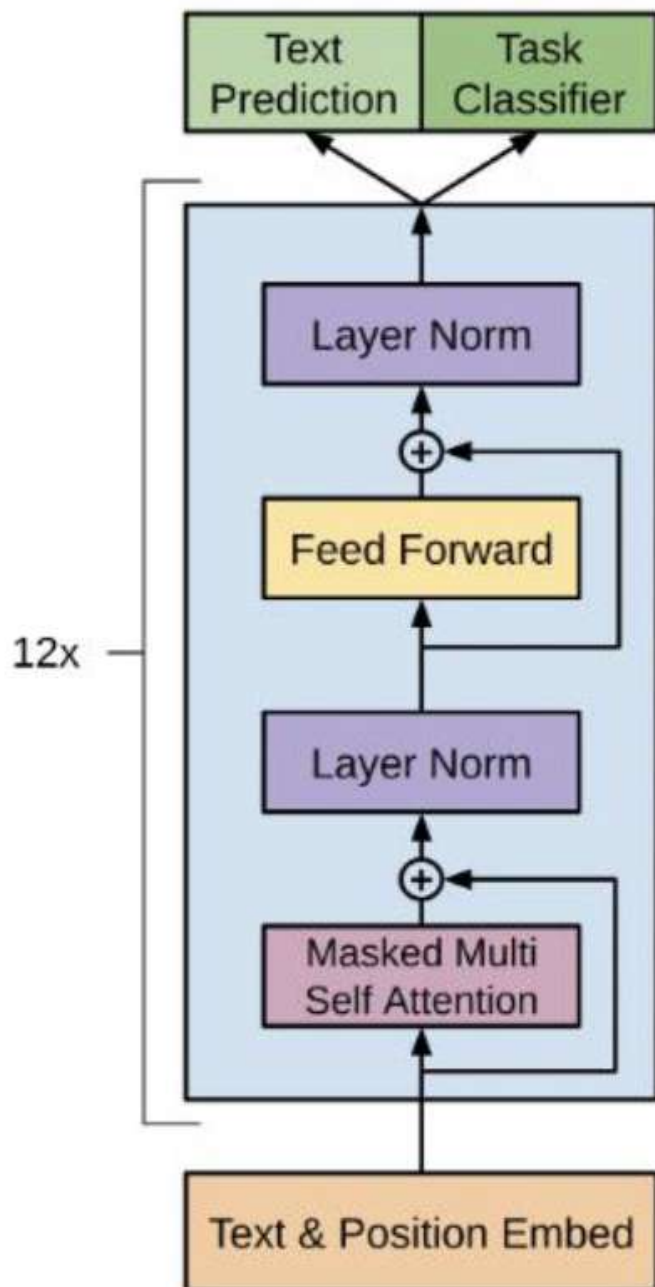 Text
Prediction
Task
Classifier
Layer Norm
+
Feed Forward
12x
Layer Norm
+
Masked Multi
Self Attention
Text & Position Embed